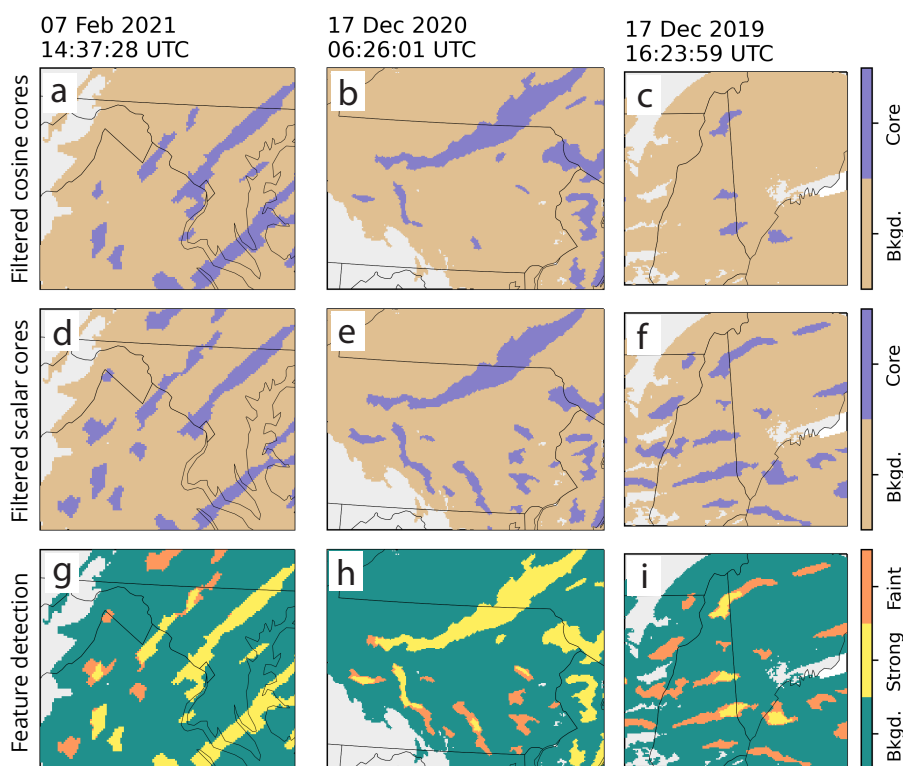 07 Feb 2021
14:37:28 UTC
17 Dec 2020
06:26:01 UTC
17 Dec 2019
16:23:59 UTC
Filtered cosine cores
a
b
c
Core
Bkgd.
Filtered scalar cores
d
e
f
Core
Bkgd.
Feature detection
g
h
i
Faint
Strong
Bkgd.